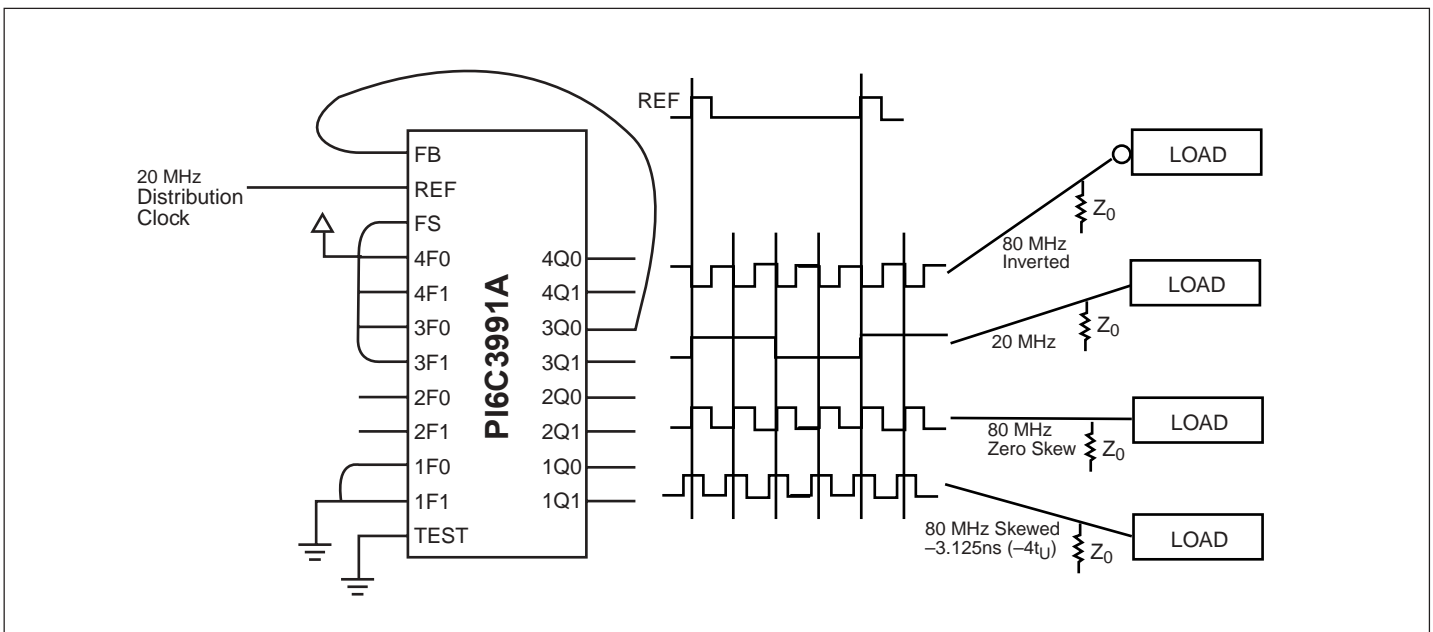 REF
20 MHz
Distribution
Clock
FB
REF
FS
4F0
4F1
3F0
3F1
2F0
2F1
1F0
1F1
TEST
PI6C3991A
4Q0
4Q1
3Q0
3Q1
2Q0
2Q1
1Q0
1Q1
LOAD
Z0
80 MHz
Inverted
LOAD
Z0
20 MHz
LOAD
80 MHz
Zero Skew
Z0
80 MHz Skewed
–3.125ns (–4tU)
Z0
LOAD